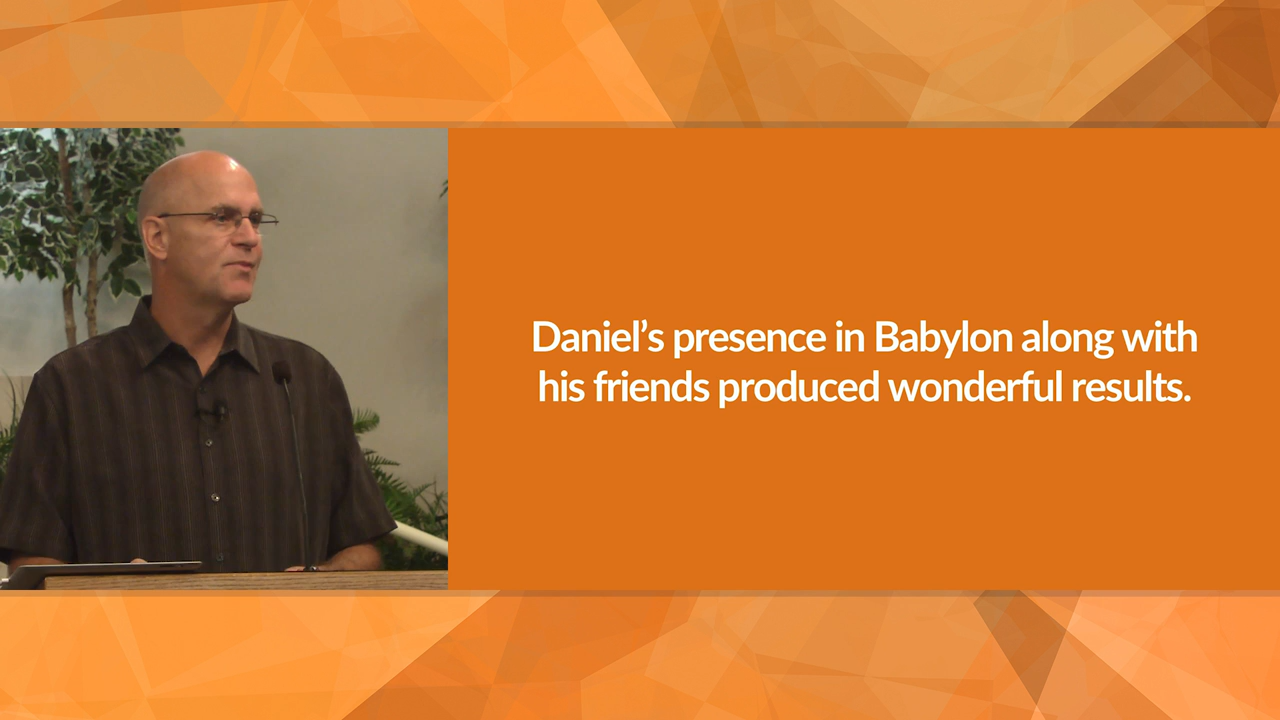 Daniel’s presence in Babylon along with
his friends produced wonderful results.